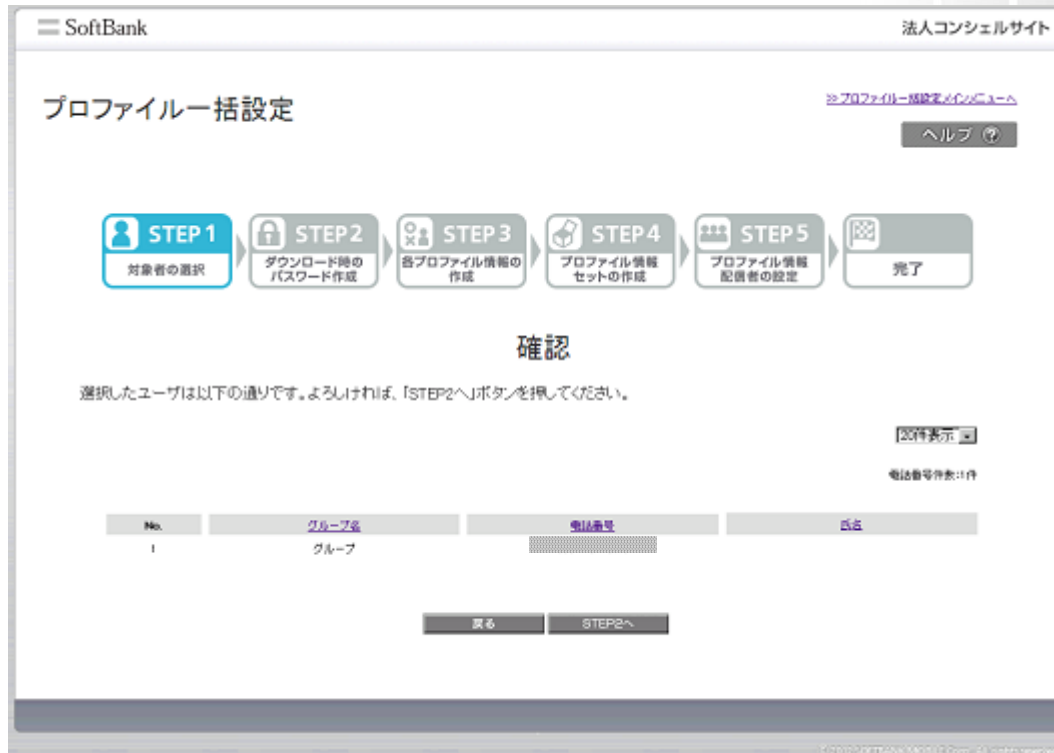 SoftBank
法人コンシェルサイト
プロファイル一括設定
≫プロファイル一括設定メインメニューへ
ヘルプ ?
STEP1
対象者の選択
STEP2
ダウンロード時の
パスワード作成
STEP3
各プロファイル情報の
作成
STEP4
プロファイル情報
セットの作成
STEP5
プロファイル情報
配信者の設定
完了
確認
選択したユーザは以下の通りです。よろしければ、「STEP2へ」ボタンを押してください。
20件表示
電話番号件数:1件
No. グループ名 電話番号 氏名
1 グループ
戻る STEP2へ